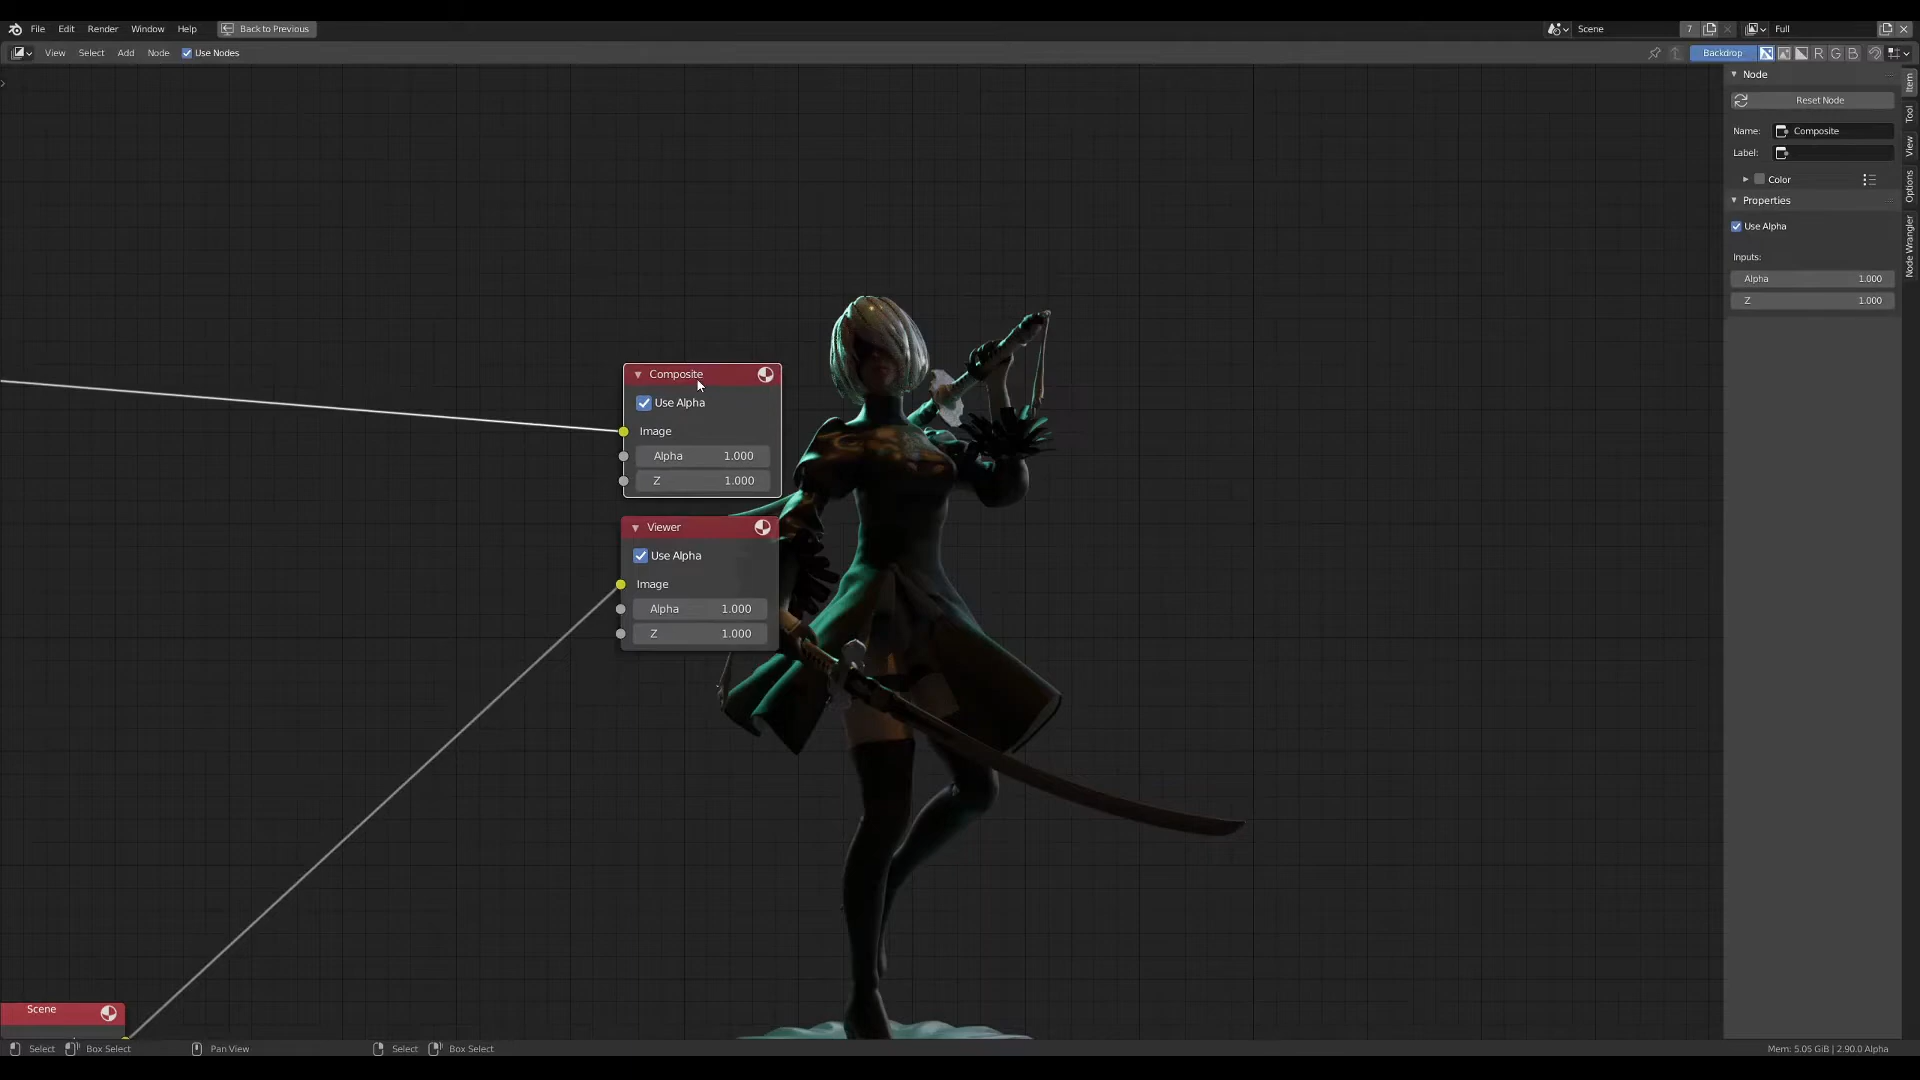 File Edit Render Window Help Back to Previous Scene 7 Full
View Select Add Node Use Nodes Backdrop R G B
Node
Reset Node
Name: Composite
Label:
Color
Properties
Use Alpha
Inputs:
Alpha 1.000
Z 1.000
Item
Tool
View
Options
Node Wrangler
Composite
Use Alpha
Image
Alpha 1.000
Z 1.000
Viewer
Use Alpha
Image
Alpha 1.000
Z 1.000
Scene
Select Box Select Pan View Select Box Select Mem: 5.05 GiB | 2.90.0 Alpha